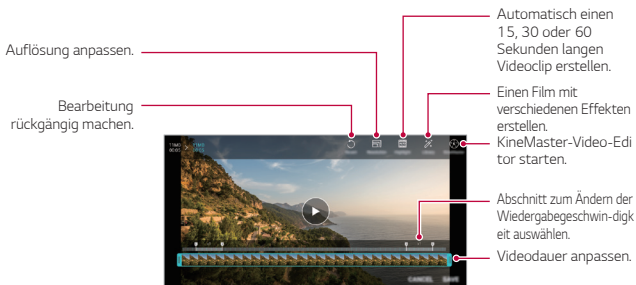 Auflösung anpassen.
Bearbeitung
rückgängig machen.
Automatisch einen
15, 30 oder 60
Sekunden langen
Videoclip erstellen.
Einen Film mit
verschiedenen Effekten
erstellen.
KineMaster-Video-Edi
tor starten.
Abschnitt zum Ändern der
Wiedergabegeschwin-digk
eit auswählen.
Videodauer anpassen.
CANCEL SAVE